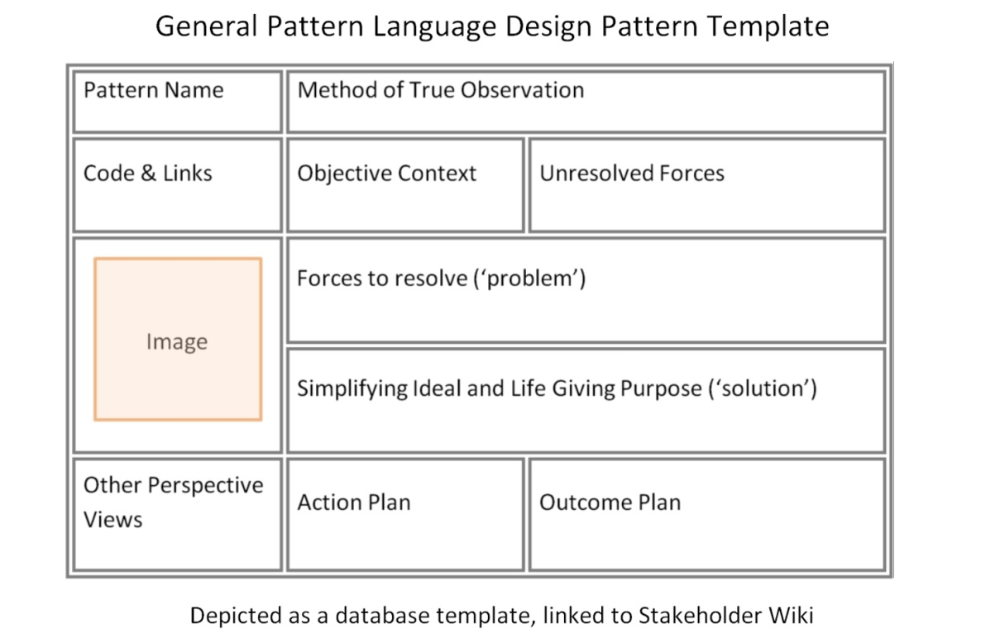 General Pattern Language Design Pattern Template
Pattern Name
Method of True Observation
Code & Links
Objective Context
Unresolved Forces
Image
Forces to resolve (‘problem’)
Simplifying Ideal and Life Giving Purpose (‘solution’)
Other Perspective
Views
Action Plan
Outcome Plan
Depicted as a database template, linked to Stakeholder Wiki